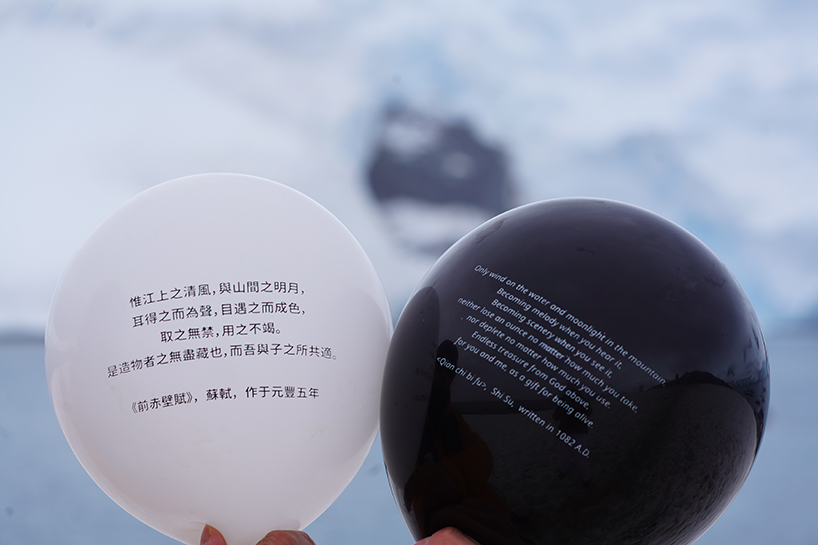 惟江上之清風,與山間之明月,
耳得之而為聲,目遇之而成色,
取之無禁,用之不竭。
是造物者之無盡藏也,而吾與子之所共適。
《前赤壁賦》, 蘇軾, 作于元豐五年
Only wind on the water and moonlight in the mountain,
Becoming melody when you hear it.
Becoming scenery when you see it.
neither lose an ounce no matter how much you take,
nor deplete no matter how much you use.
Endless treasure from God above,
for you and me as a gift for being alive.
<Qian chi bi fu>, Shi Su, written in 1082 A.D.